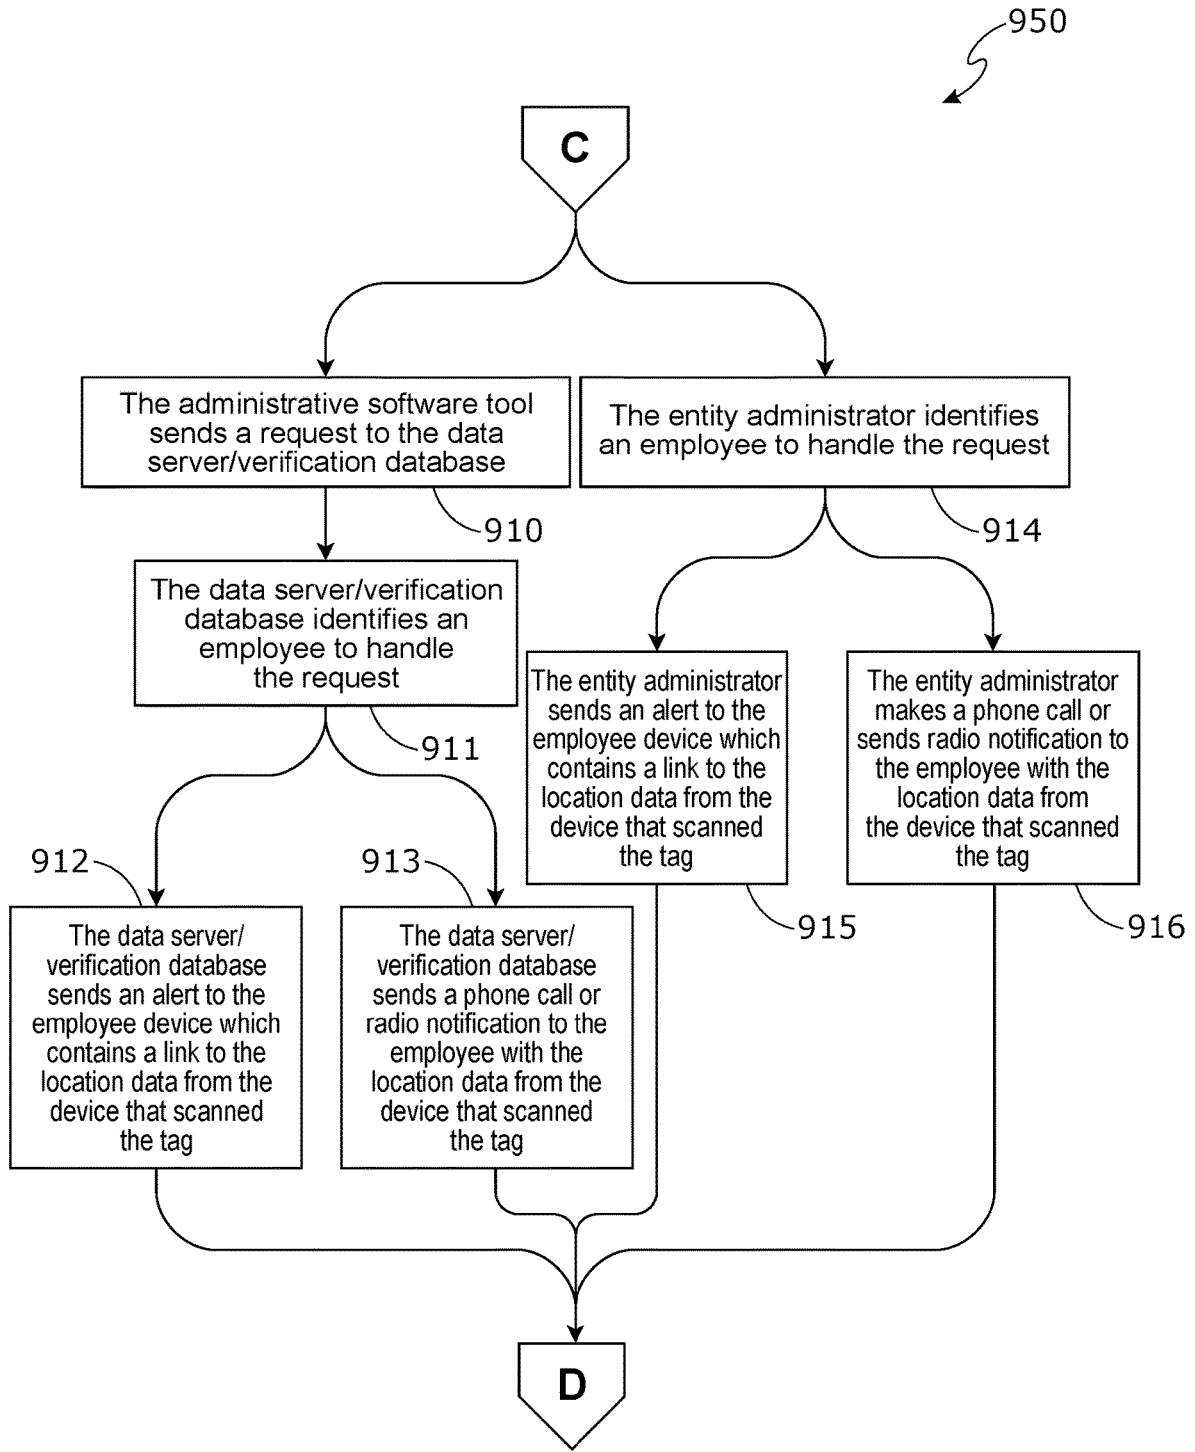 950
C
The administrative software tool
sends a request to the data
server/verification database
910
The entity administrator identifies
an employee to handle the request
914
The data server/verification
database identifies an
employee to handle
the request
911
The entity administrator
sends an alert to the
employee device which
contains a link to the
location data from the
device that scanned
the tag
915
The entity administrator
makes a phone call or
sends radio notification to
the employee with the
location data from
the device that scanned
the tag
916
912
The data server/
verification database
sends an alert to the
employee device which
contains a link to the
location data from the
device that scanned
the tag
913
The data server/
verification database
sends a phone call or
radio notification to the
employee with the
location data from the
device that scanned
the tag
D